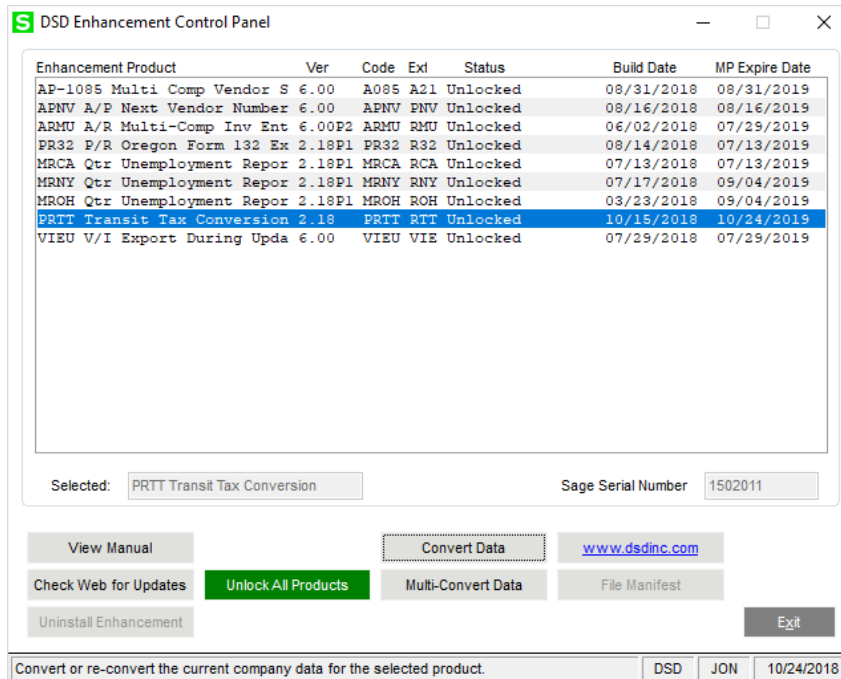 S DSD Enhancement Control Panel
Enhancement Product Ver Code Ext Status Build Date MP Expire Date
AP-1085 Multi Comp Vendor S 6.00 A085 A21 Unlocked 08/31/2018 08/31/2019
APNV A/P Next Vendor Number 6.00 APNV PNV Unlocked 08/16/2018 08/16/2019
ARMU A/R Multi-Comp Inv Ent 6.00P2 ARMU RMU Unlocked 06/02/2018 07/29/2019
PR32 P/R Oregon Form 132 Ex 2.18P1 PR32 R32 Unlocked 08/14/2018 07/13/2019
MRCA Qtr Unemployment Repor 2.18P1 MRCA RCA Unlocked 07/13/2018 07/13/2019
MRNY Qtr Unemployment Repor 2.18P1 MRNY RNY Unlocked 07/17/2018 09/04/2019
MROH Qtr Unemployment Repor 2.18P1 MROH ROH Unlocked 03/23/2018 09/04/2019
PRTT Transit Tax Conversion 2.18 PRTT RTT Unlocked 10/15/2018 10/24/2019
VIEU V/I Export During Upda 6.00 VIEU VIE Unlocked 07/29/2018 07/29/2019
Selected: PRTT Transit Tax Conversion Sage Serial Number 1502011
View Manual Convert Data www.dsdinc.com
Check Web for Updates Unlock All Products Multi-Convert Data File Manifest
Uninstall Enhancement Exit
Convert or re-convert the current company data for the selected product. DSD JON 10/24/2018